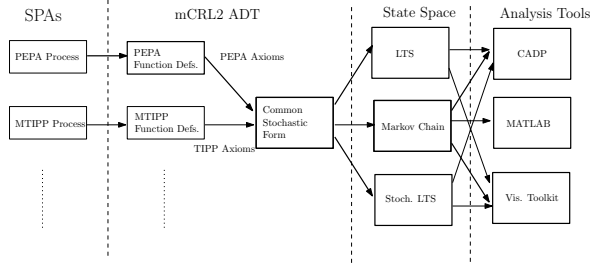 SPAs
mCRL2 ADT
State Space
Analysis Tools
PEPA Process
PEPA
Function Defs.
PEPA Axioms
LTS
CADP
MTIPP Process
MTIPP
Function Defs.
TIPP Axioms
Common
Stochastic
Form
Markov Chain
MATLAB
Stoch. LTS
Vis. Toolkit